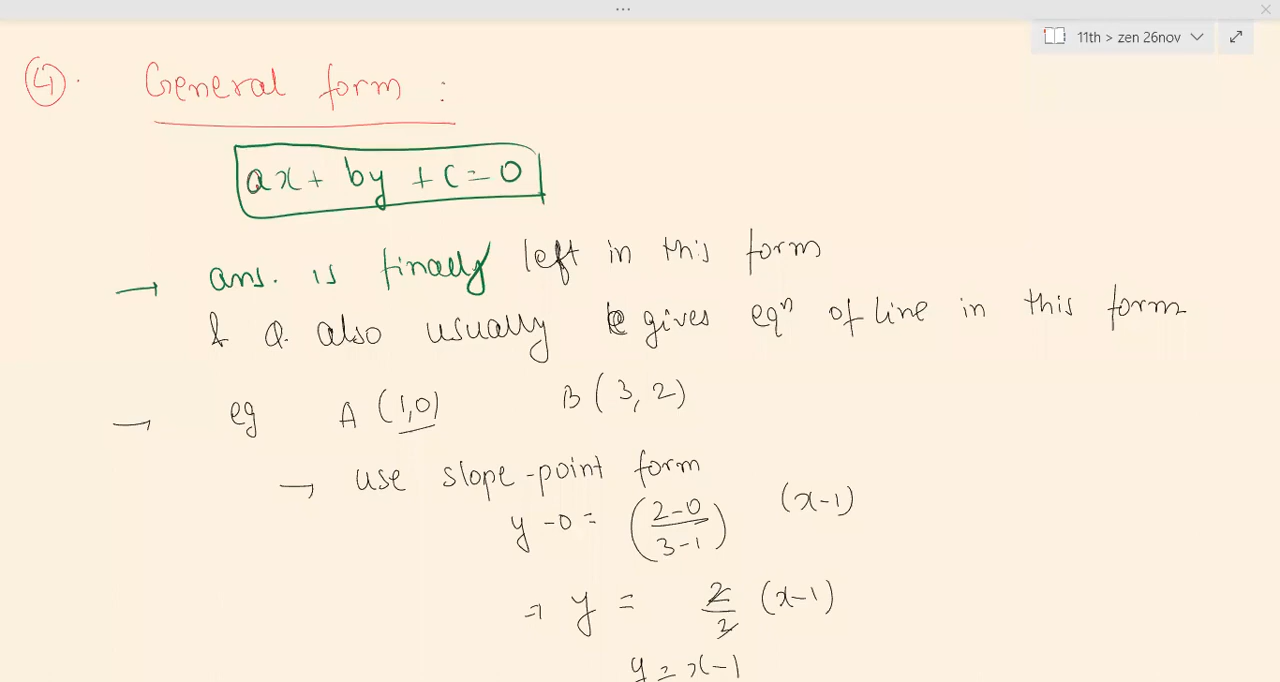 11th > zen 26nov
④. General form :
ax + by + c = 0
→ ans. is finally left in this form
& Q. also usually gives eqⁿ of line in this form
→ eg A (1,0) B (3,2)
→ use slope-point form
y - 0 = (2-0/3-1) (x-1)
⇒ y = 2/2 (x-1)
y = x-1